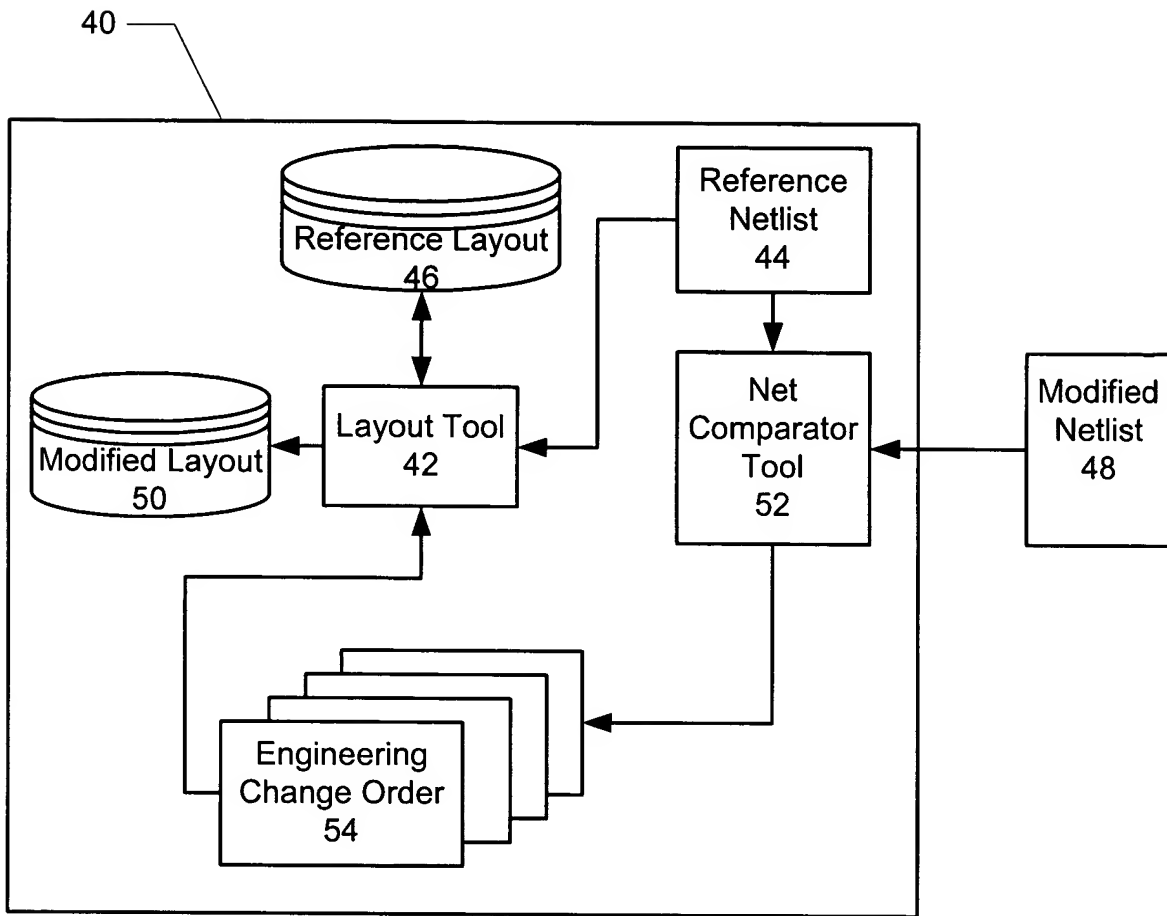 40
Reference Layout
46
Reference
Netlist
44
Modified Layout
50
Layout Tool
42
Net
Comparator
Tool
52
Modified
Netlist
48
Engineering
Change Order
54